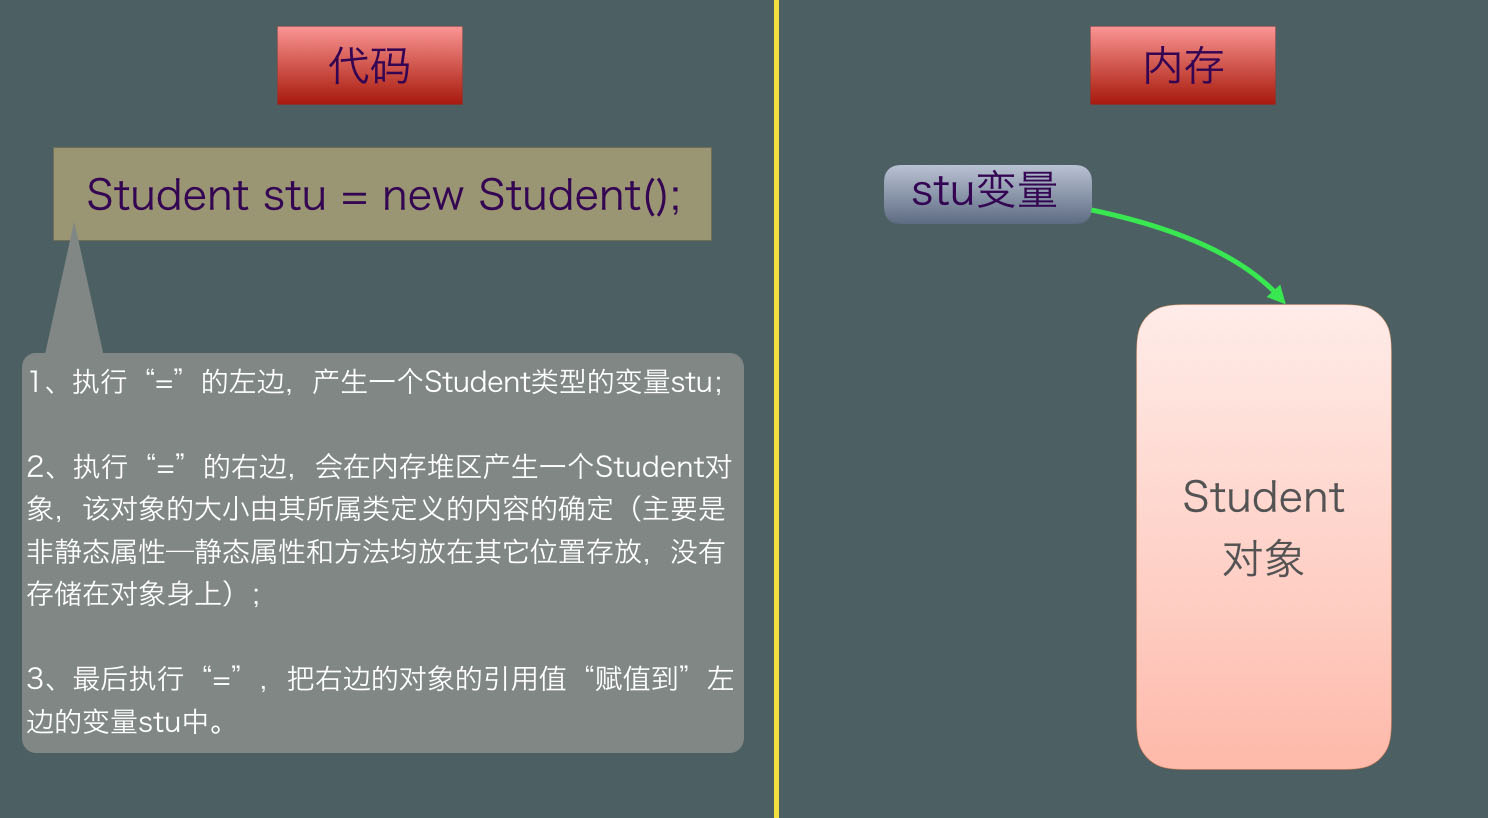 代码
Student stu = new Student();
1、执行“=”的左边，产生一个Student类型的变量stu；
2、执行“=”的右边，会在内存堆区产生一个Student对
象，该对象的大小由其所属类定义的内容的确定（主要是
非静态属性—静态属性和方法均放在其它位置存放，没有
存储在对象身上）；
3、最后执行“=”，把右边的对象的引用值“赋值到”左
边的变量stu中。
内存
stu变量
Student
对象